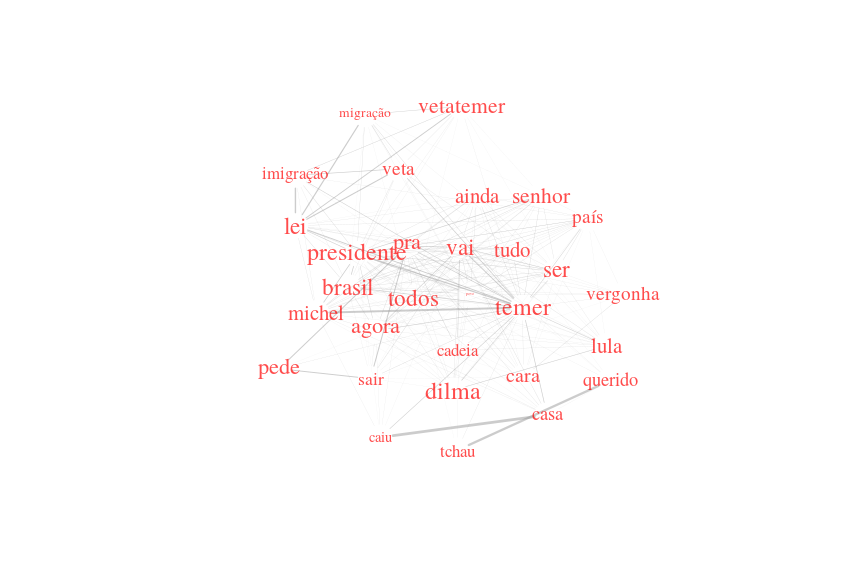 vetatemer
migração
veta
imigração
ainda
senhor
país
lei
pra
presidente
vai
tudo
ser
brasil
todos
vergonha
michel
temer
agora
cadeia
lula
pede
sair
cara
querido
dilma
casa
caiu
tchau